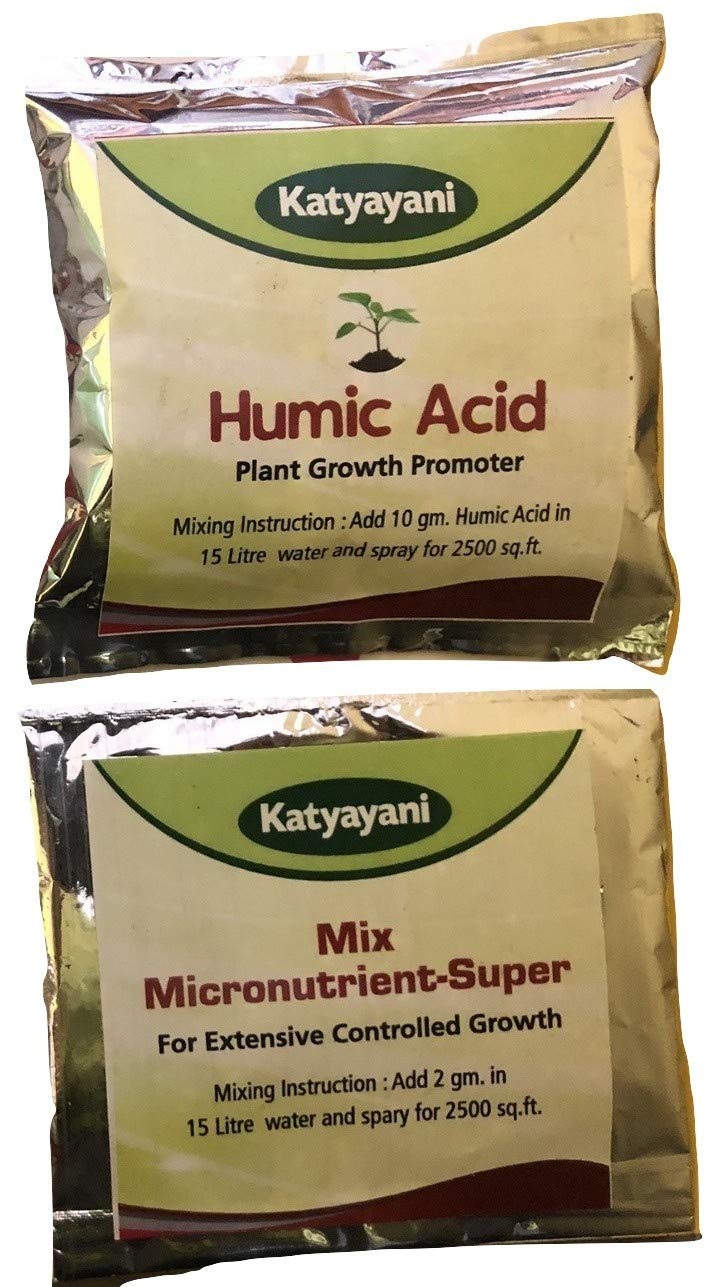 Katyayani
Humic Acid
Plant Growth Promoter
Mixing Instruction : Add 10 gm. Humic Acid in
15 Litre water and spray for 2500 sq.ft.
Katyayani
Mix
Micronutrient-Super
For Extensive Controlled Growth
Mixing Instruction : Add 2 gm. in
15 Litre water and spary for 2500 sq.ft.